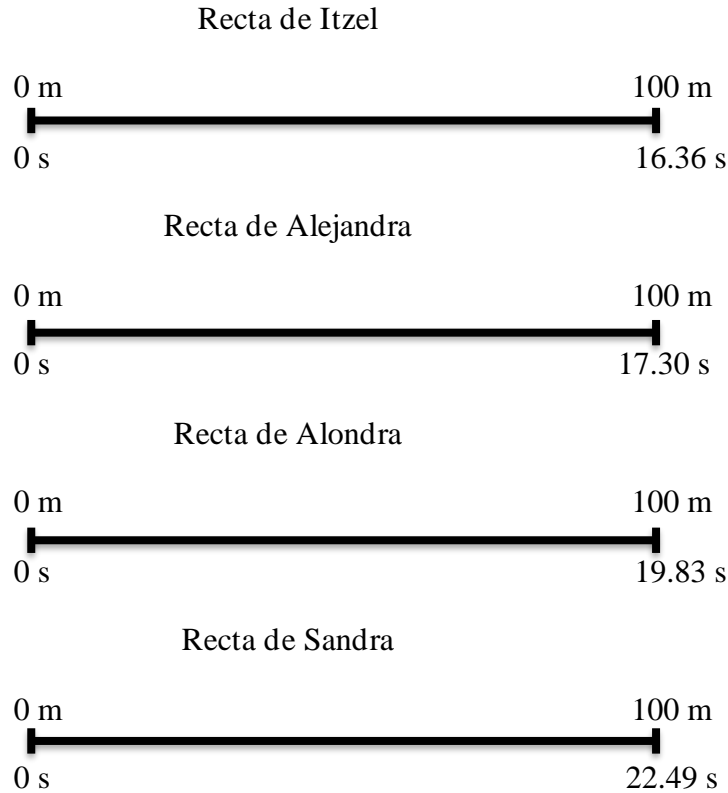 Recta de Itzel
0 m 100 m
0 s 16.36 s
Recta de Alejandra
0 m 100 m
0 s 17.30 s
Recta de Alondra
0 m 100 m
0 s 19.83 s
Recta de Sandra
0 m 100 m
0 s 22.49 s